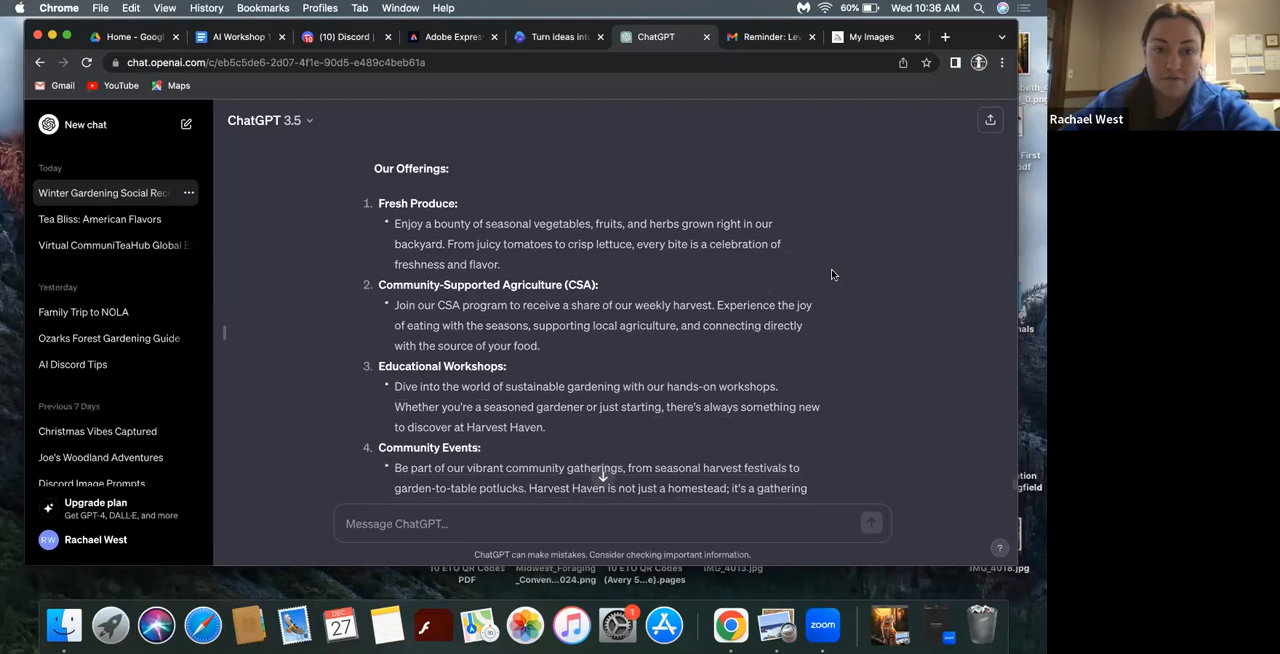 Chrome File Edit View History Bookmarks Profiles Tab Window Help
60% Wed 10:36 AM
Home - Googl
AI Workshop T
(10) Discord |
Adobe Expres
Turn ideas into
ChatGPT
Reminder: Lev
My Images
chat.openai.com/c/eb5c5de6-2d07-4f1e-90d5-e489c4beb61a
Gmail YouTube Maps
New chat
Today
Winter Gardening Social Rec
Tea Bliss: American Flavors
Virtual CommuniTeaHub Global E
Yesterday
Family Trip to NOLA
Ozarks Forest Gardening Guide
AI Discord Tips
Previous 7 Days
Christmas Vibes Captured
Joe's Woodland Adventures
Discord Image Prompts
Upgrade plan
Get GPT-4, DALL-E, and more
RW Rachael West
ChatGPT 3.5
Our Offerings:
1. Fresh Produce:
• Enjoy a bounty of seasonal vegetables, fruits, and herbs grown right in our
backyard. From juicy tomatoes to crisp lettuce, every bite is a celebration of
freshness and flavor.
2. Community-Supported Agriculture (CSA):
• Join our CSA program to receive a share of our weekly harvest. Experience the joy
of eating with the seasons, supporting local agriculture, and connecting directly
with the source of your food.
3. Educational Workshops:
• Dive into the world of sustainable gardening with our hands-on workshops.
Whether you're a seasoned gardener or just starting, there's always something new
to discover at Harvest Haven.
4. Community Events:
• Be part of our vibrant community gatherings, from seasonal harvest festivals to
garden-to-table potlucks. Harvest Haven is not just a homestead; it's a gathering
Message ChatGPT...
ChatGPT can make mistakes. Consider checking important information.
?
Rachael West
First
10 ETO QR Codes
PDF
Midwest_Foraging
_Conven...024.png
10 ETO QR Codes
(Avery 5...e).pages
IMG_4013.jpg
IMG_4018.jpg
DEC
27
1
zoom